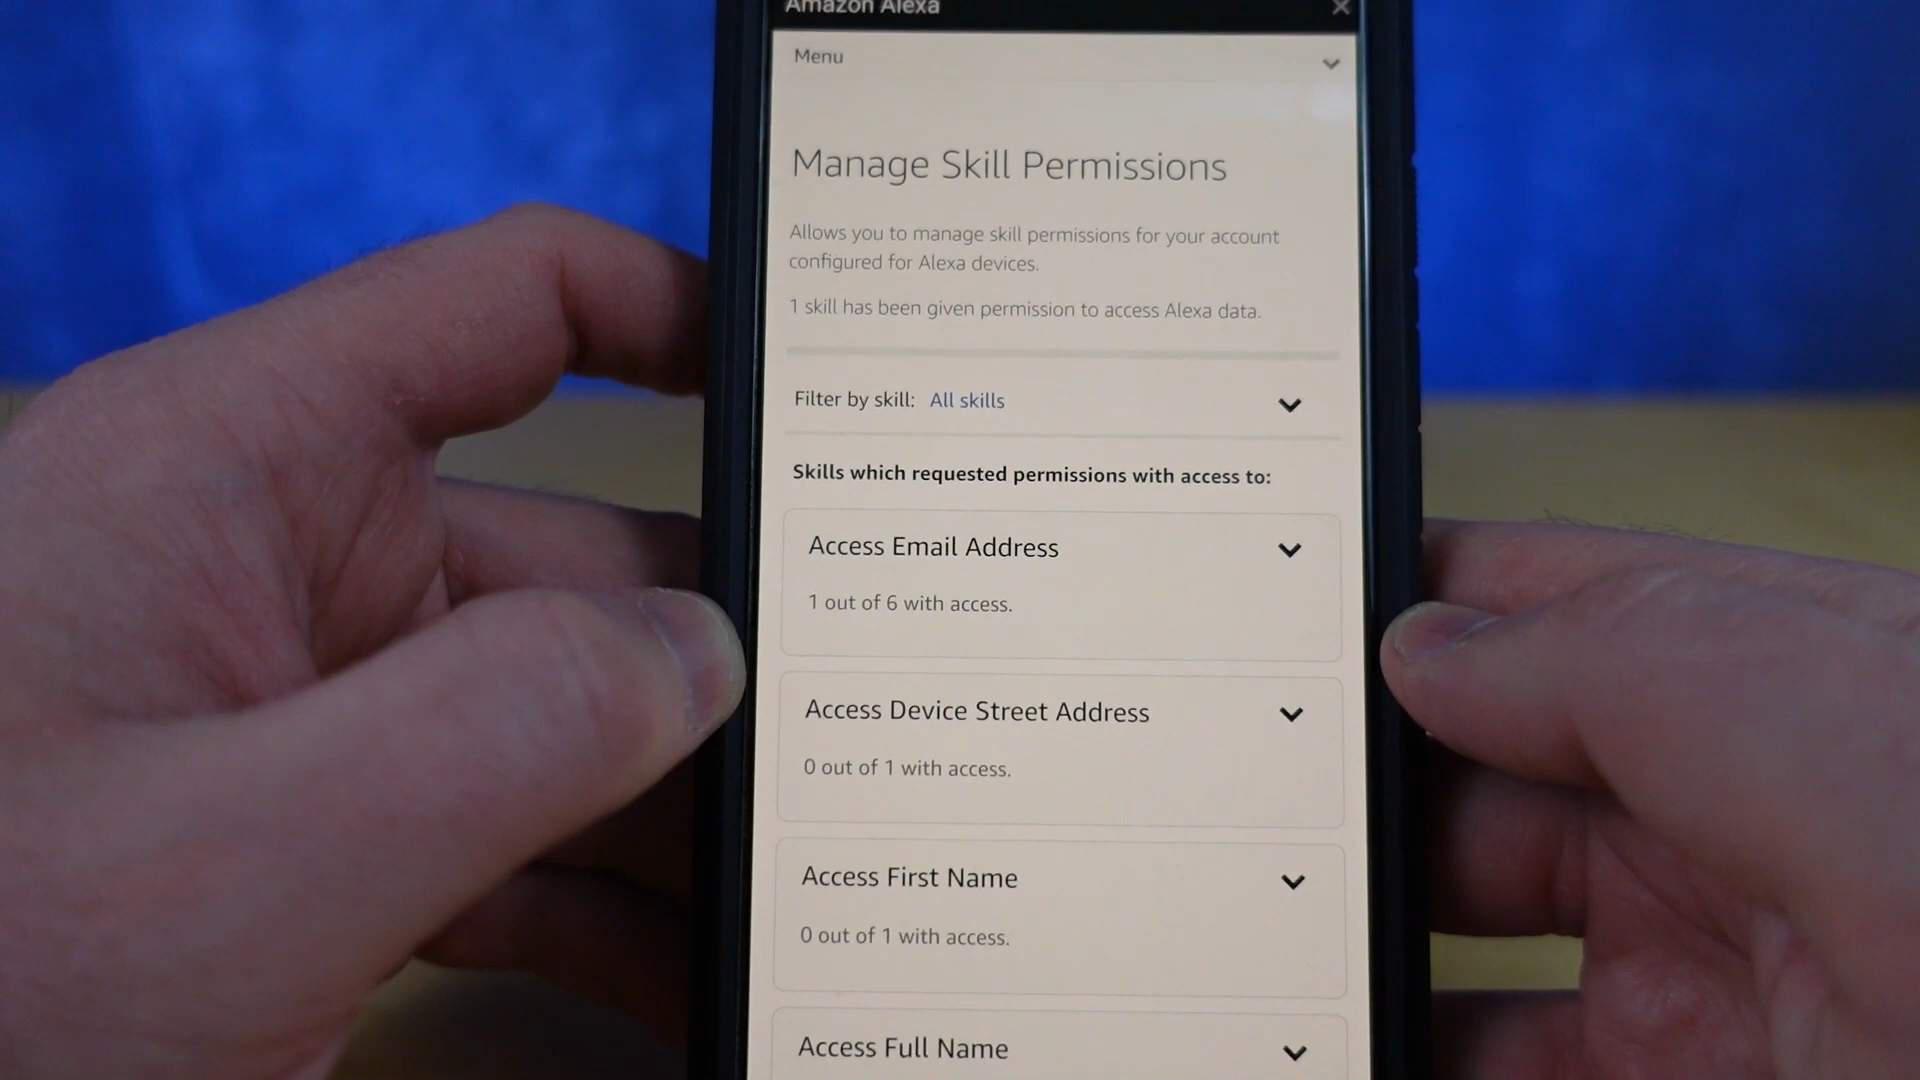 Amazon Alexa
Menu
Manage Skill Permissions
Allows you to manage skill permissions for your account
configured for Alexa devices.
1 skill has been given permission to access Alexa data.
Filter by skill: All skills
Skills which requested permissions with access to:
Access Email Address
1 out of 6 with access.
Access Device Street Address
0 out of 1 with access.
Access First Name
0 out of 1 with access.
Access Full Name